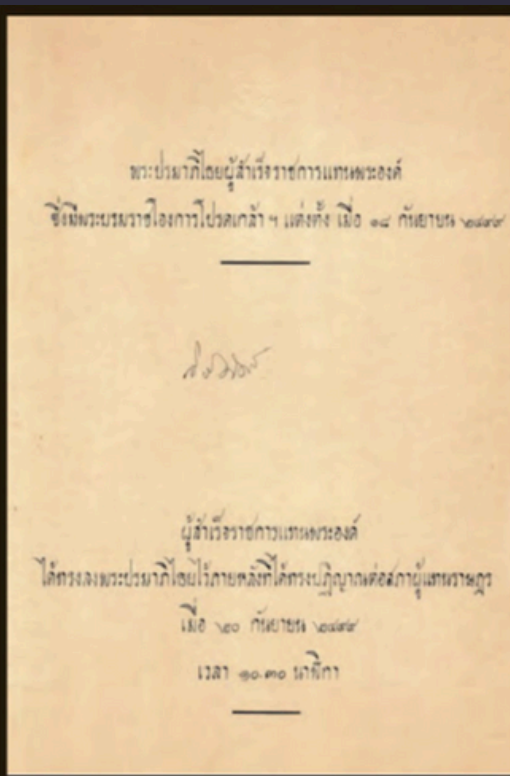 พระปรมาภิไธยผู้สำเร็จราชการแทนพระองค์
ซึ่งมีพระบรมราชโองการโปรดเกล้า ฯ แต่งตั้ง เมื่อ ๑๘ กันยายน ๒๔๙๙
ผู้สำเร็จราชการแทนพระองค์
ได้ทรงลงพระปรมาภิไธยไว้ภายหลังที่ได้ทรงปฏิญาณต่อสภาผู้แทนราษฎร
เมื่อ ๒๐ กันยายน ๒๔๙๙
เวลา ๑๐.๓๐ นาฬิกา